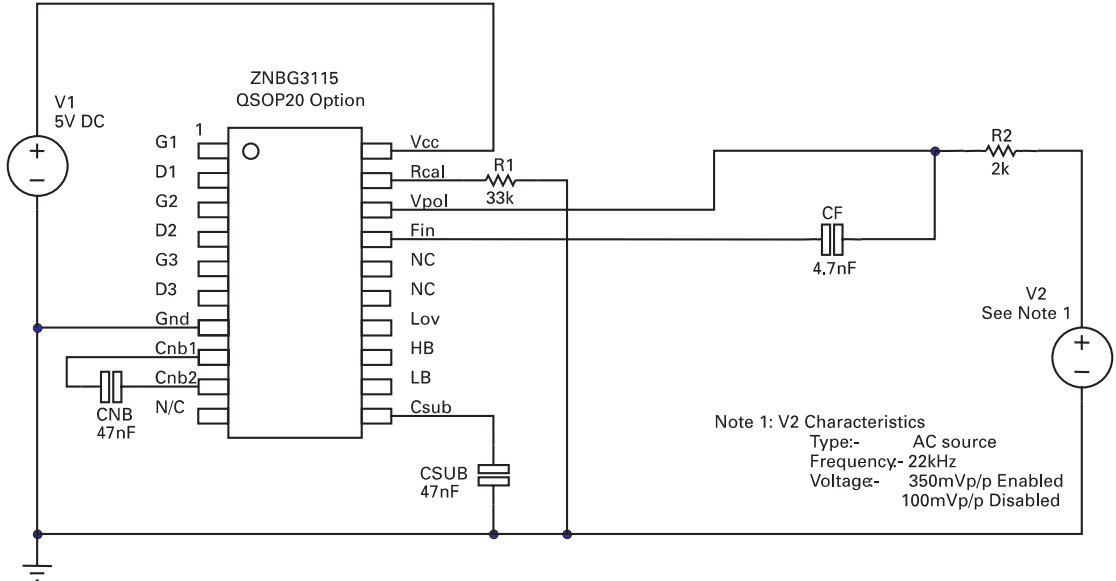 ZNBG3115
QSOP20 Option
V1
5V DC
1
G1
D1
G2
D2
G3
D3
Gnd
Cnb1
Cnb2
N/C
Vcc
Rcal
Vpol
Fin
NC
NC
Lov
HB
LB
Csub
R1
33k
R2
2k
CF
4.7nF
V2
See Note 1
CNB
47nF
CSUB
47nF
Note 1: V2 Characteristics
Type:- AC source
Frequency:- 22kHz
Voltage:- 350mVp/p Enabled
100mVp/p Disabled